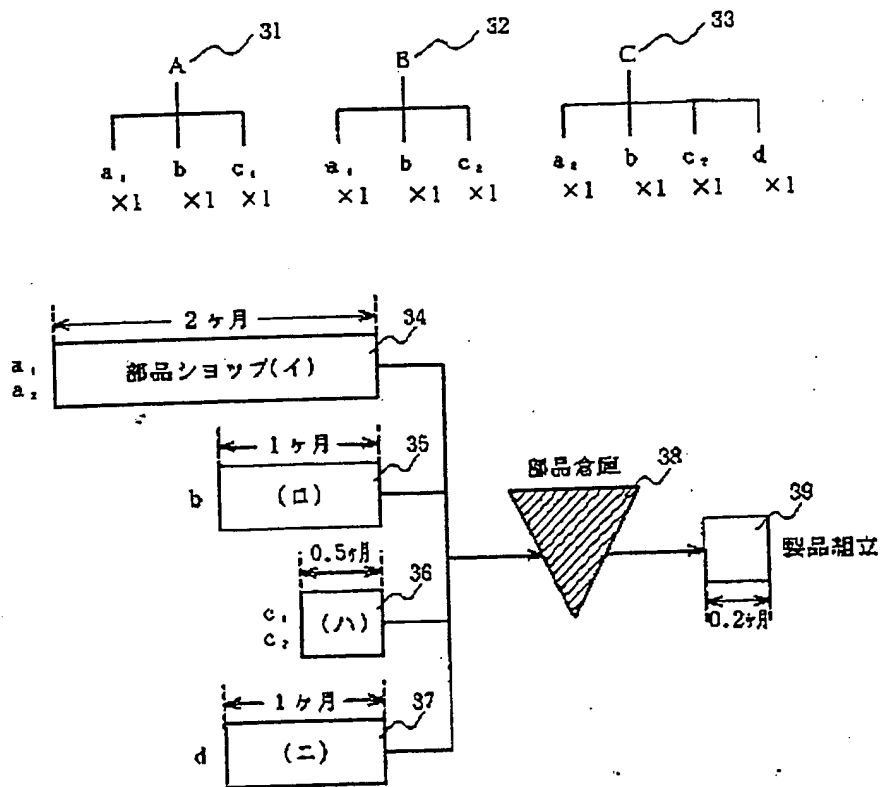 31
32
33
A
B
C
a₁ b c₁
×1 ×1 ×1
a₁ b c₂
×1 ×1 ×1
a₂ b c₂ d
×1 ×1 ×1 ×1
2ヶ月
34
a₁
a₂
部品ショップ(イ)
1ヶ月
35
b
(ロ)
部品倉庫
38
39
製品組立
0.2ヶ月
0.5ヶ月
36
c₁
c₂
(ハ)
1ヶ月
37
d
(ニ)